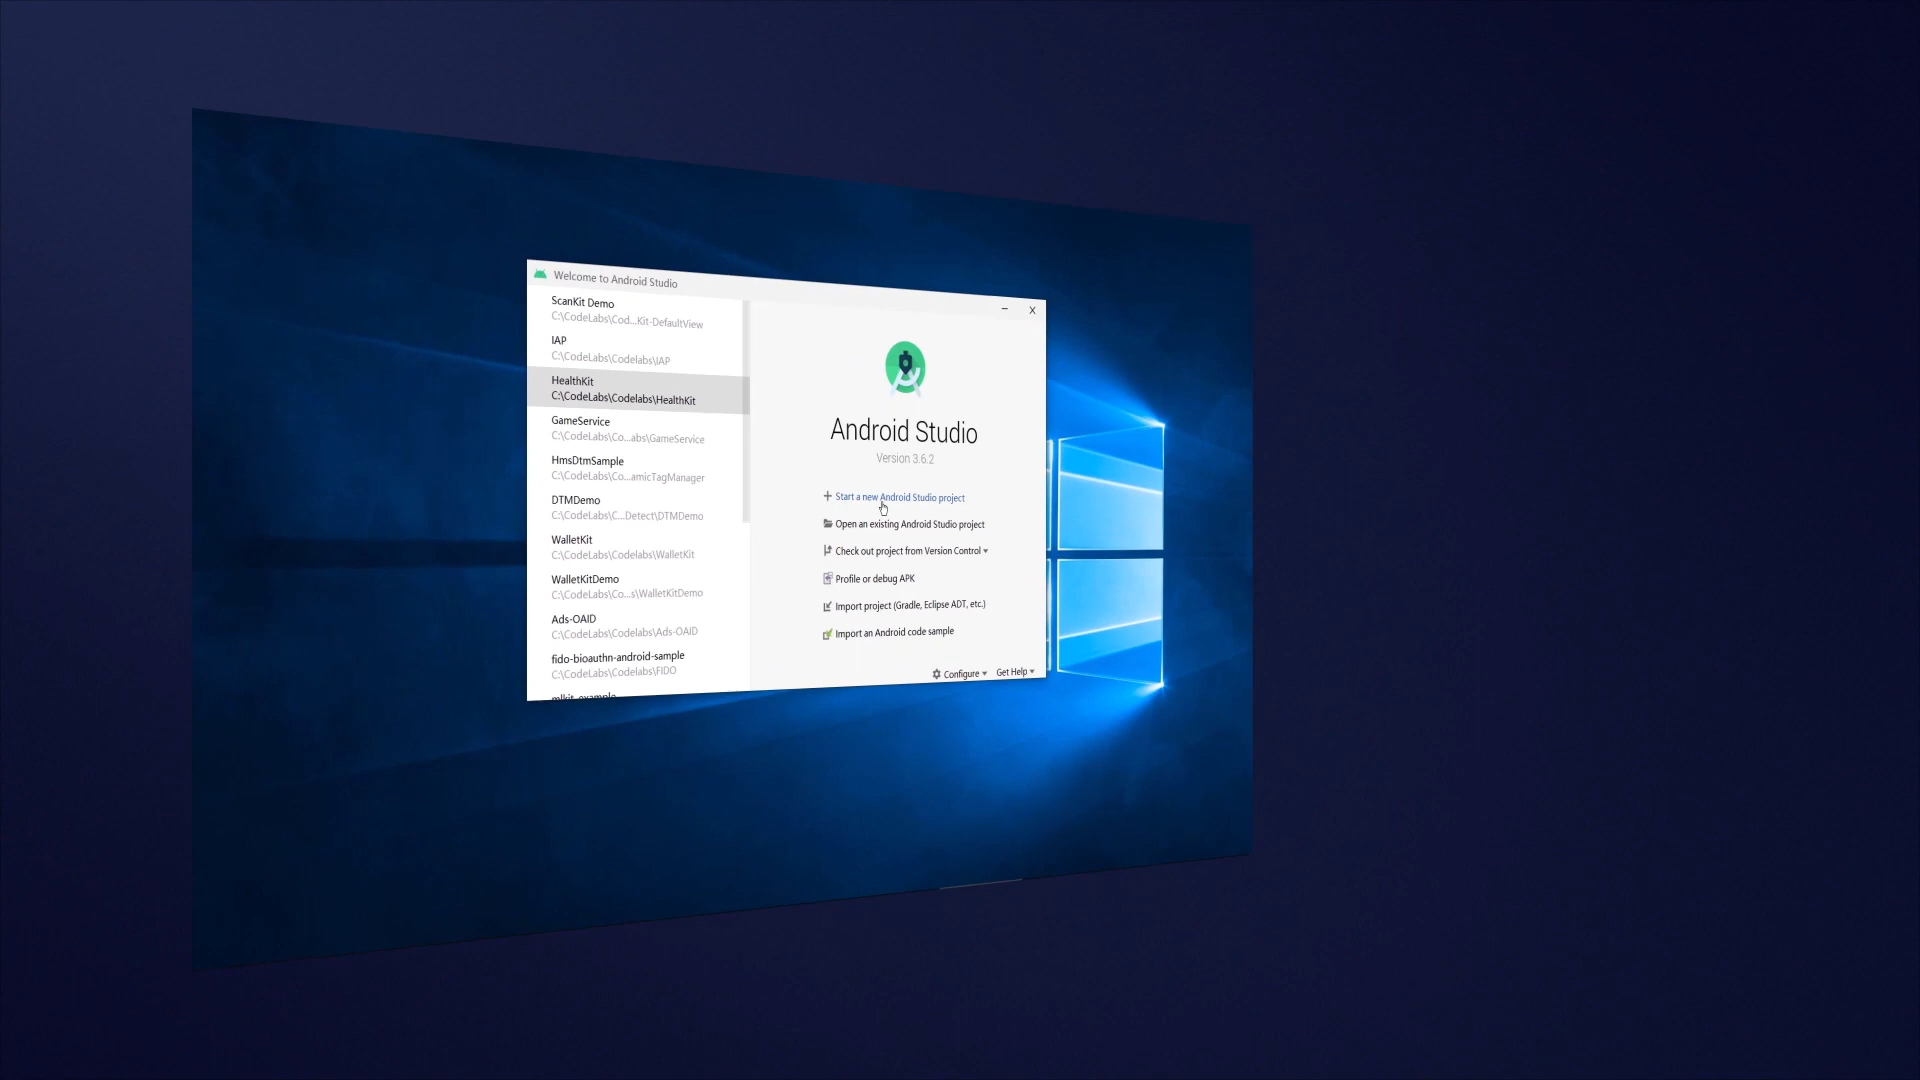 Welcome to Android Studio
ScanKit Demo
C:\CodeLabs\Cod...Kit-DefaultView
IAP
C:\CodeLabs\Codelabs\IAP
HealthKit
C:\CodeLabs\Codelabs\HealthKit
GameService
C:\CodeLabs\Co...abs\GameService
HmsDtmSample
C:\CodeLabs\Co...amicTagManager
DTMDemo
C:\CodeLabs\C...Detect\DTMDemo
WalletKit
C:\CodeLabs\Codelabs\WalletKit
WalletKitDemo
C:\CodeLabs\Co...s\WalletKitDemo
Ads-OAID
C:\CodeLabs\Codelabs\Ads-OAID
fido-bioauthn-android-sample
C:\CodeLabs\Codelabs\FIDO
mlkit example
Android Studio
Version 3.6.2
Start a new Android Studio project
Open an existing Android Studio project
Check out project from Version Control
Profile or debug APK
Import project (Gradle, Eclipse ADT, etc.)
Import an Android code sample
Configure
Get Help